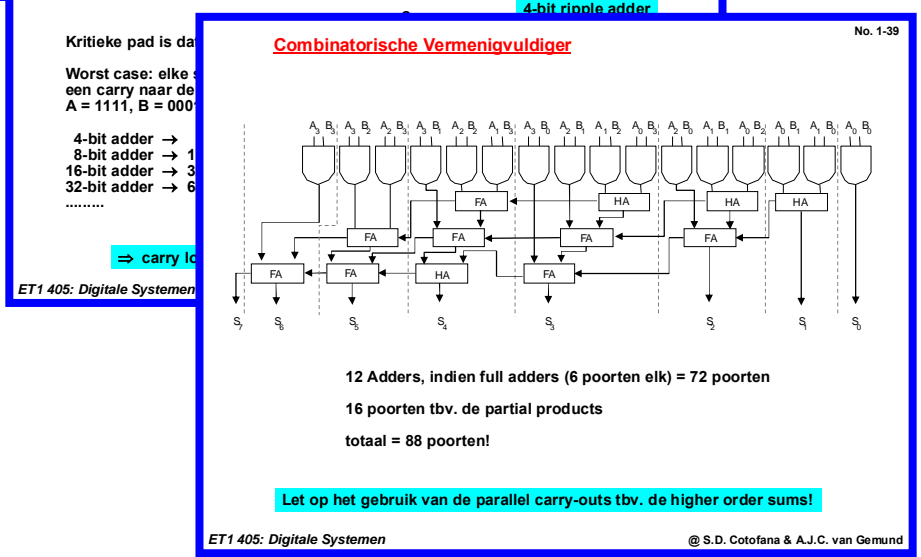 4-bit ripple adder
Kritieke pad is da
Worst case: elke s
een carry naar de
A = 1111, B = 000
4-bit adder →
8-bit adder → 1
16-bit adder → 3
32-bit adder → 6
.........
⇒ carry lo
ET1 405: Digitale Systemen
No. 1-39
Combinatorische Vermenigvuldiger
A3 B3 A3 B2 A2 B3 A3 B1 A2 B2 A1 B3 A3 B0 A2 B1 A1 B2 A0 B3 A2 B0 A1 B1 A0 B2 A0 B1 A1 B0 A0 B0
FA HA HA HA
FA FA FA FA
FA FA HA FA
S7 S6 S5 S4 S3 S2 S1 S0
12 Adders, indien full adders (6 poorten elk) = 72 poorten
16 poorten tbv. de partial products
totaal = 88 poorten!
Let op het gebruik van de parallel carry-outs tbv. de higher order sums!
ET1 405: Digitale Systemen
@ S.D. Cotofana & A.J.C. van Gemund